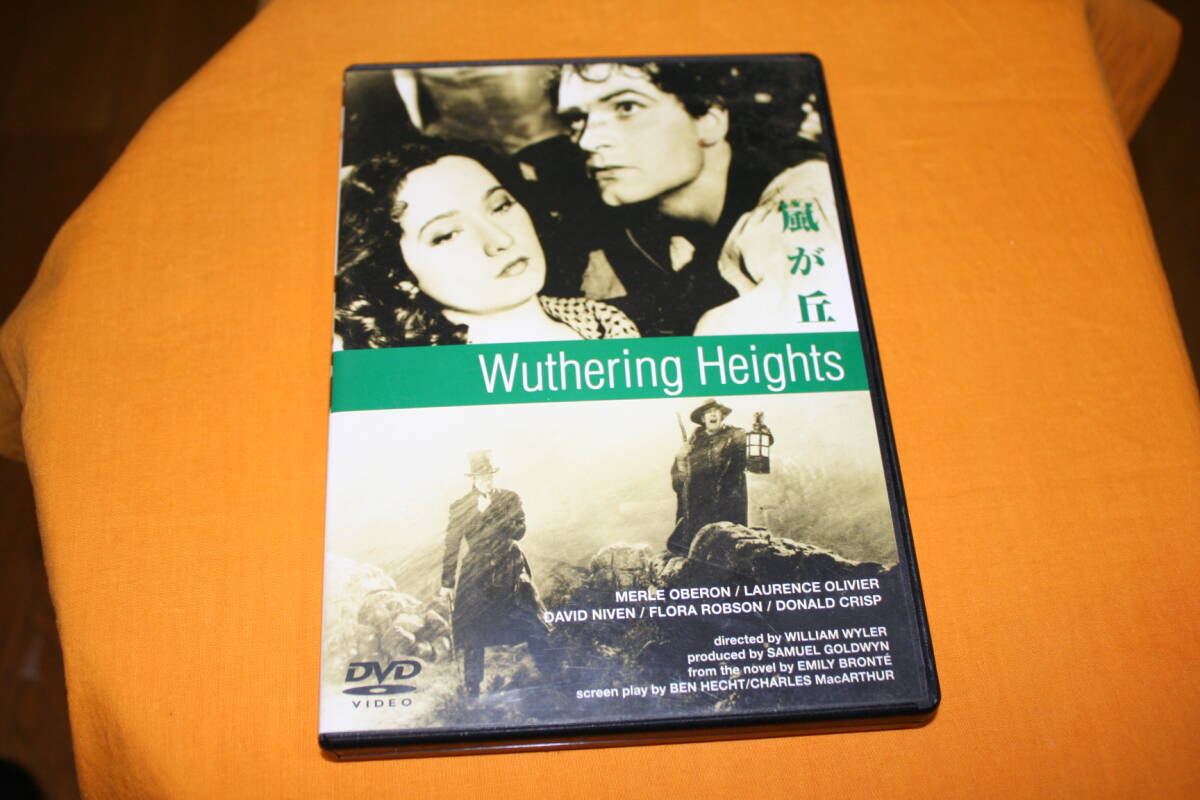 嵐が丘
Wuthering Heights
MERLE OBERON / LAURENCE OLIVIER
DAVID NIVEN / FLORA ROBSON / DONALD CRISP
directed by WILLIAM WYLER
produced by SAMUEL GOLDWYN
from the novel by EMILY BRONTÉ
screen play by BEN HECHT/CHARLES MacARTHUR
DVD
VIDEO